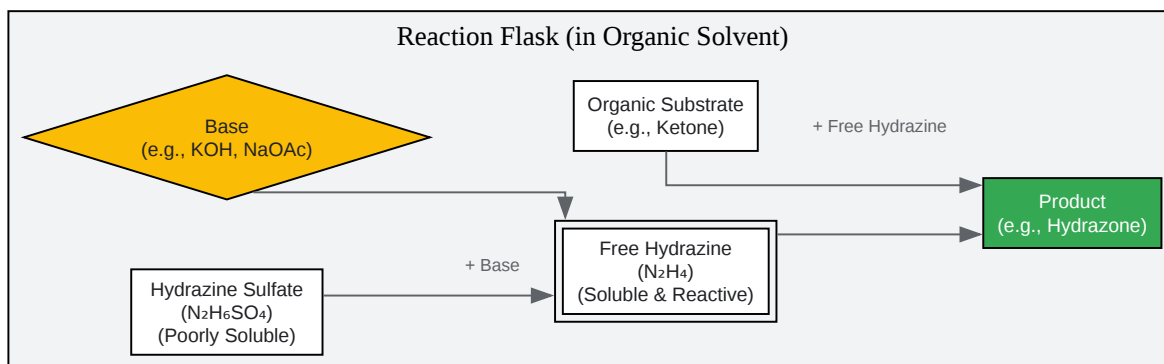 Reaction Flask (in Organic Solvent)
Base
(e.g., KOH, NaOAc)
Organic Substrate
(e.g., Ketone)
+ Free Hydrazine
Product
(e.g., Hydrazone)
+ Base
Free Hydrazine
(N₂H₄)
(Soluble & Reactive)
Hydrazine Sulfate
(N₂H₆SO₄)
(Poorly Soluble)